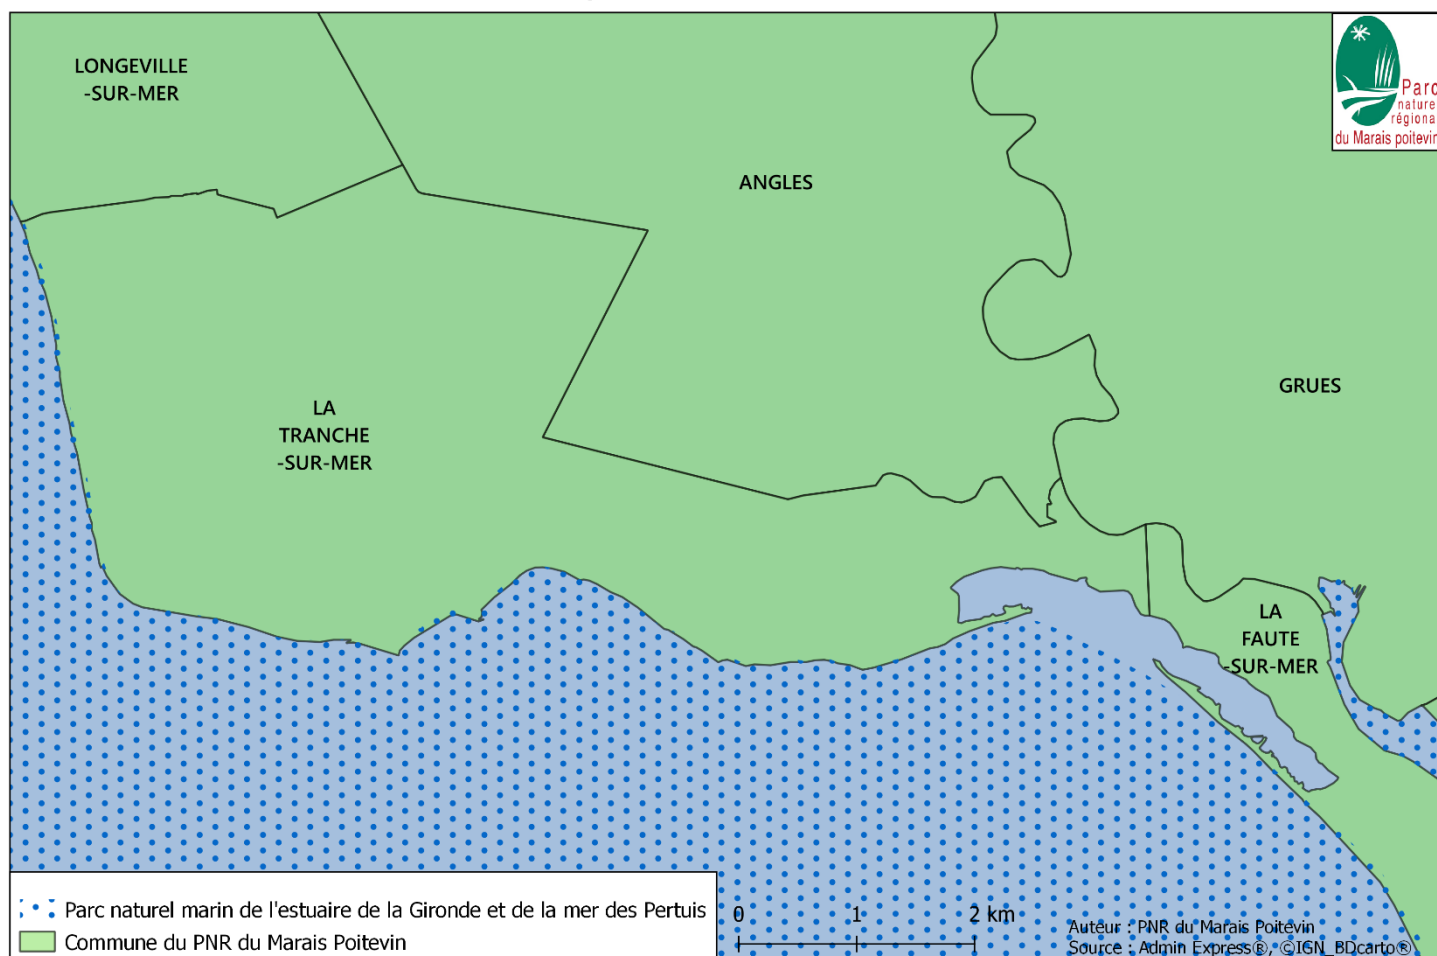 LONGEVILLE
-SUR-MER
ANGLES
Parc
naturel
régional
du Marais poitevin
GRUES
LA
TRANCHE
-SUR-MER
LA
FAUTE
-SUR-MER
Parc naturel marin de l'estuaire de la Gironde et de la mer des Pertuis
Commune du PNR du Marais Poitevin
0 1 2 km
Auteur : PNR du Marais Poitevin
Source : Admin Express®, ©IGN_BDcarto®